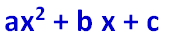 ax² + b x + c